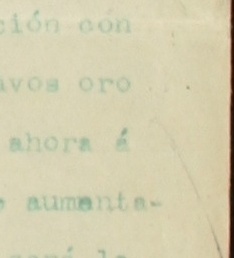 ción con
avos oro
ahora á
aumenta-